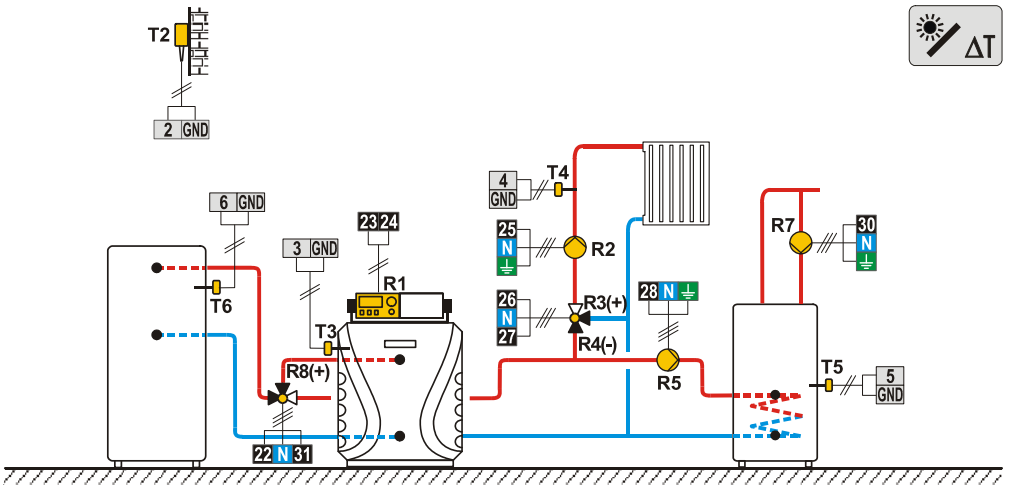 T2
2 GND
ΔT
6 GND
T6
3 GND
T3
23 24
R1
4
GND
T4
25
N
R2
26
N
27
R3(+)
R4(-)
28 N
R5
R7
30
N
T5
5
GND
R8(+)
22 N 31